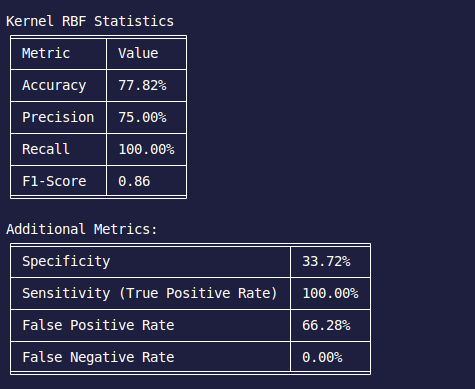 Kernel RBF Statistics
Metric Value
Accuracy 77.82%
Precision 75.00%
Recall 100.00%
F1-Score 0.86
Additional Metrics:
Specificity 33.72%
Sensitivity (True Positive Rate) 100.00%
False Positive Rate 66.28%
False Negative Rate 0.00%